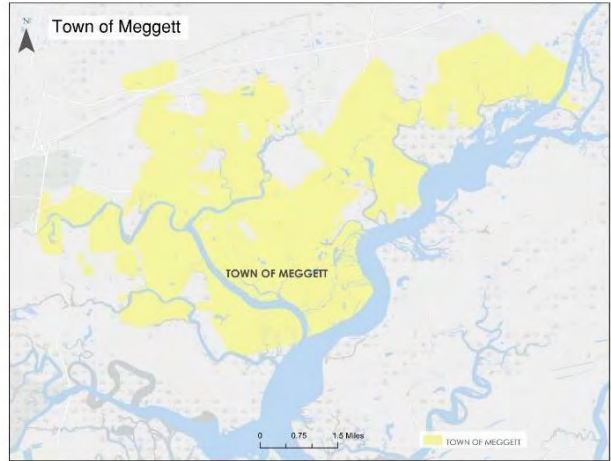 Town of Meggett
N
TOWN OF MEGGETT
0 0.75 1.5 Miles
TOWN OF MEGGETT